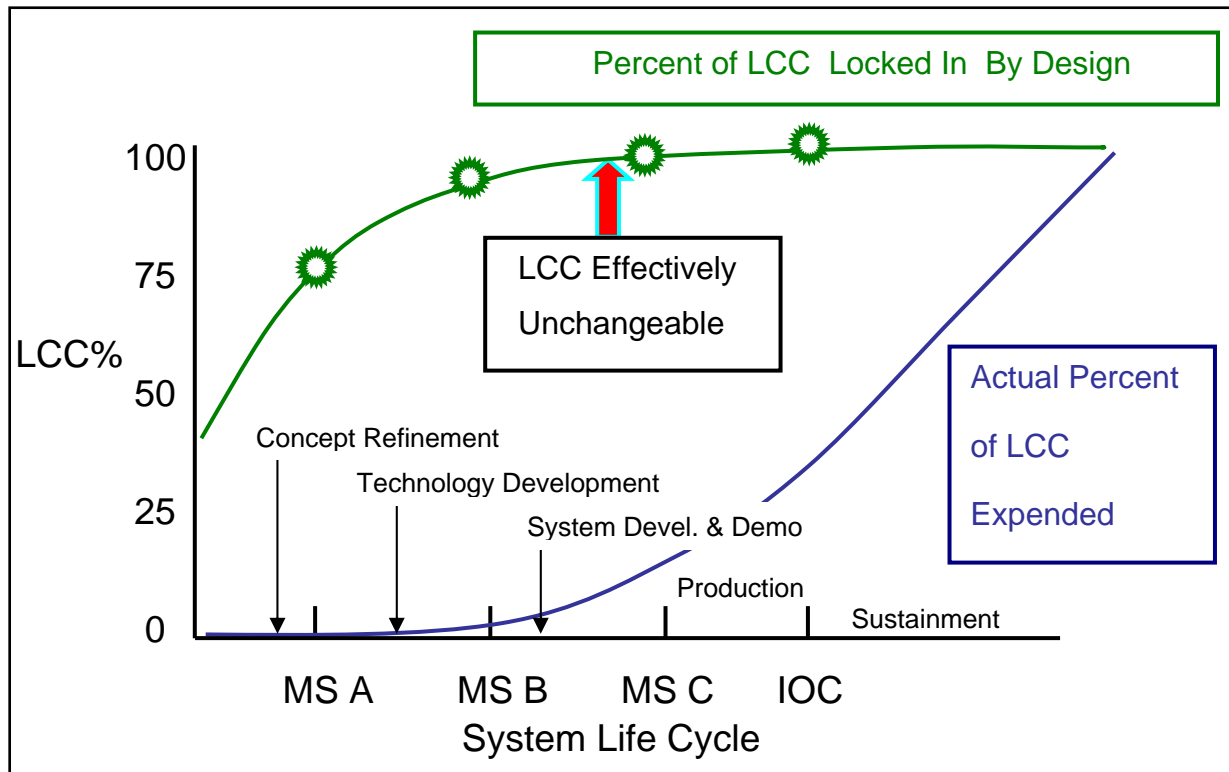 Percent of LCC Locked In By Design
100
75
LCC Effectively
Unchangeable
LCC%
50
Actual Percent
of LCC
Expended
Concept Refinement
Technology Development
25
System Devel. & Demo
Production
Sustainment
0
MS A
MS B
MS C
IOC
System Life Cycle